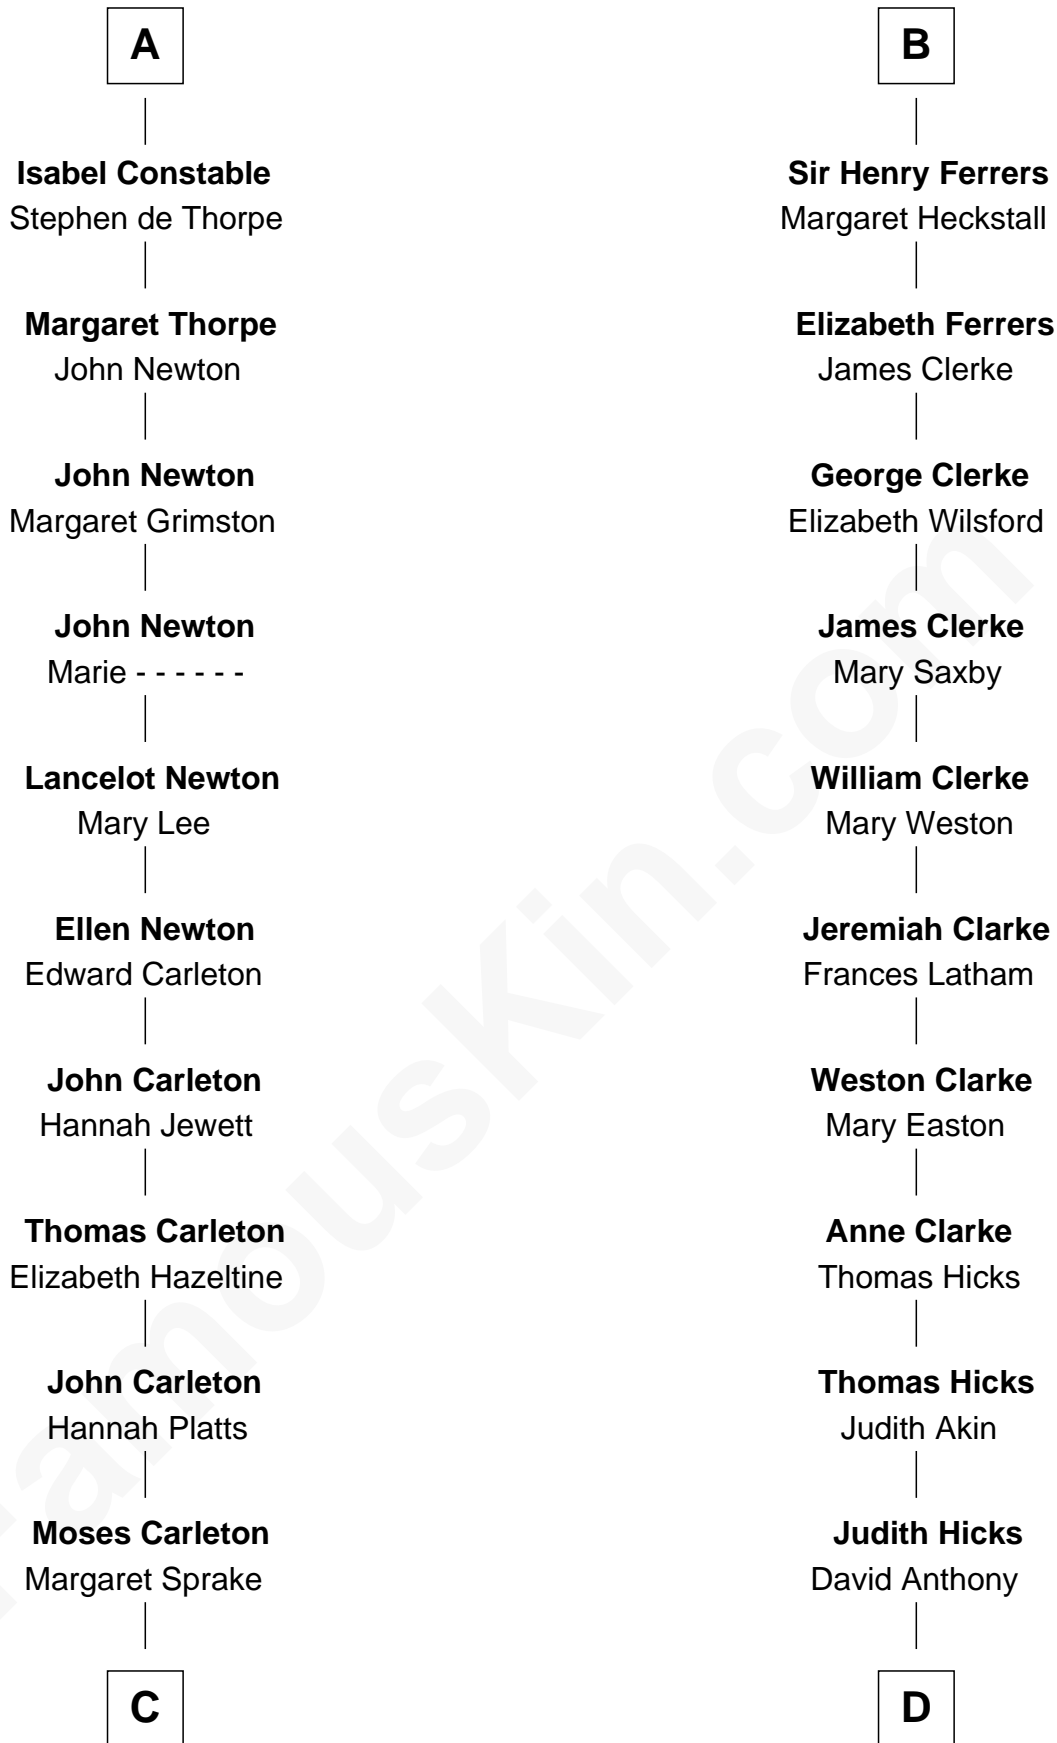 A
Isabel Constable
Stephen de Thorpe
Margaret Thorpe
John Newton
John Newton
Margaret Grimston
John Newton
Marie - - - - - -
Lancelot Newton
Mary Lee
Ellen Newton
Edward Carleton
John Carleton
Hannah Jewett
Thomas Carleton
Elizabeth Hazeltine
John Carleton
Hannah Platts
Moses Carleton
Margaret Sprake
C
B
Sir Henry Ferrers
Margaret Heckstall
Elizabeth Ferrers
James Clerke
George Clerke
Elizabeth Wilsford
James Clerke
Mary Saxby
William Clerke
Mary Weston
Jeremiah Clarke
Frances Latham
Weston Clarke
Mary Easton
Anne Clarke
Thomas Hicks
Thomas Hicks
Judith Akin
Judith Hicks
David Anthony
D
FamousKin.com